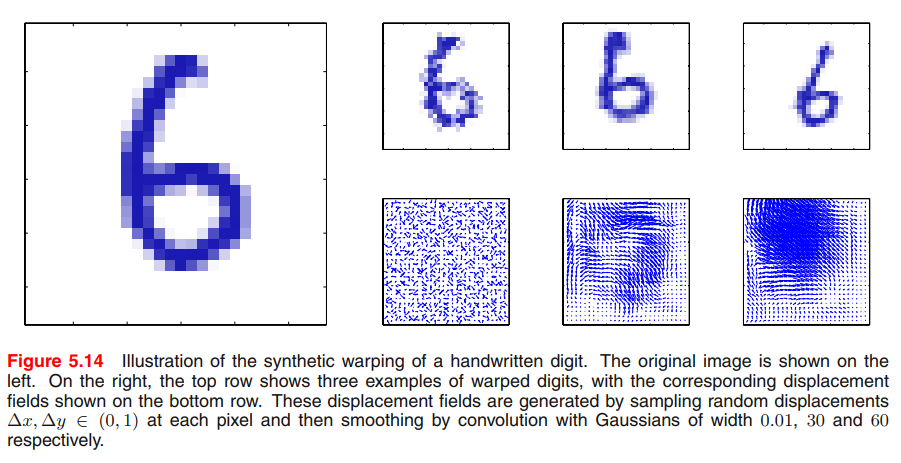 Figure 5.14 Illustration of the synthetic warping of a handwritten digit. The original image is shown on the
left. On the right, the top row shows three examples of warped digits, with the corresponding displacement
fields shown on the bottom row. These displacement fields are generated by sampling random displacements
Δx, Δy ∈ (0, 1) at each pixel and then smoothing by convolution with Gaussians of width 0.01, 30 and 60
respectively.